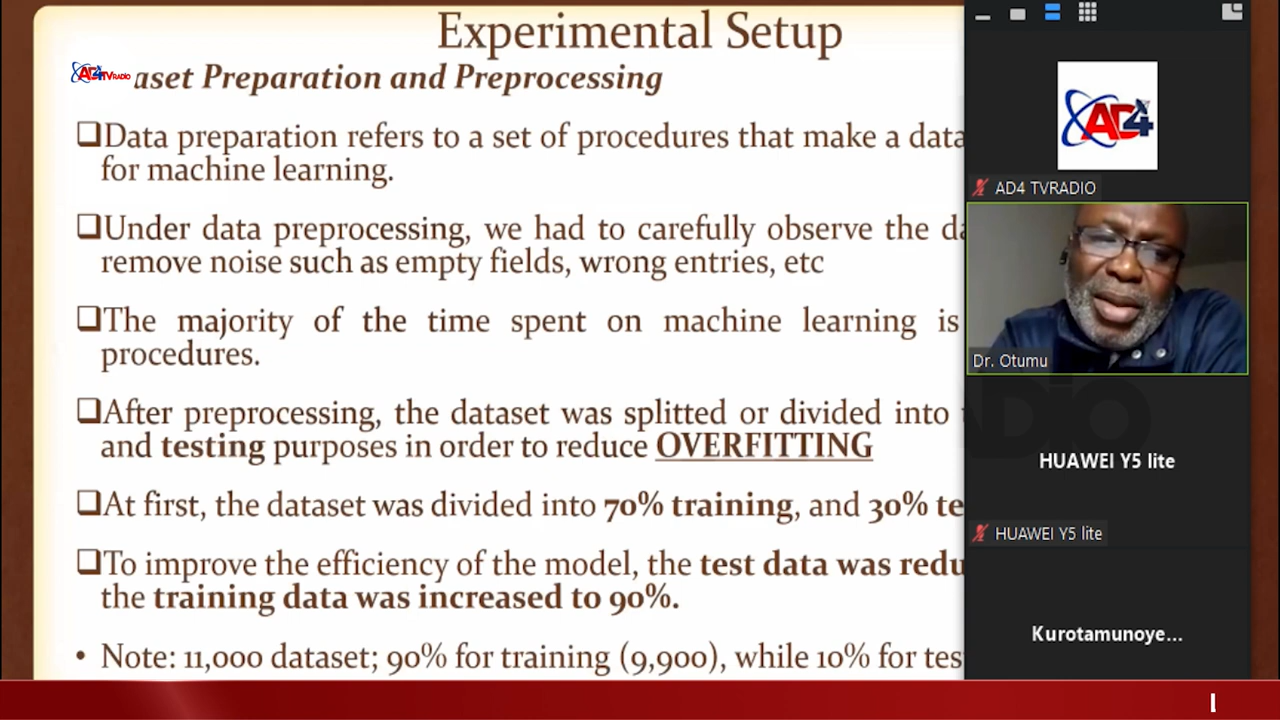 Experimental Setup
AD4 TVRADIO
aset Preparation and Preprocessing
❑Data preparation refers to a set of procedures that make a data
for machine learning.
❑Under data preprocessing, we had to carefully observe the da
remove noise such as empty fields, wrong entries, etc
❑The majority of the time spent on machine learning is
procedures.
❑After preprocessing, the dataset was splitted or divided into
and testing purposes in order to reduce OVERFITTING
❑At first, the dataset was divided into 70% training, and 30% te
❑To improve the efficiency of the model, the test data was redu
the training data was increased to 90%.
• Note: 11,000 dataset; 90% for training (9,900), while 10% for tes
AD4
AD4 TVRADIO
Dr. Otumu
HUAWEI Y5 lite
HUAWEI Y5 lite
Kurotamunoye...